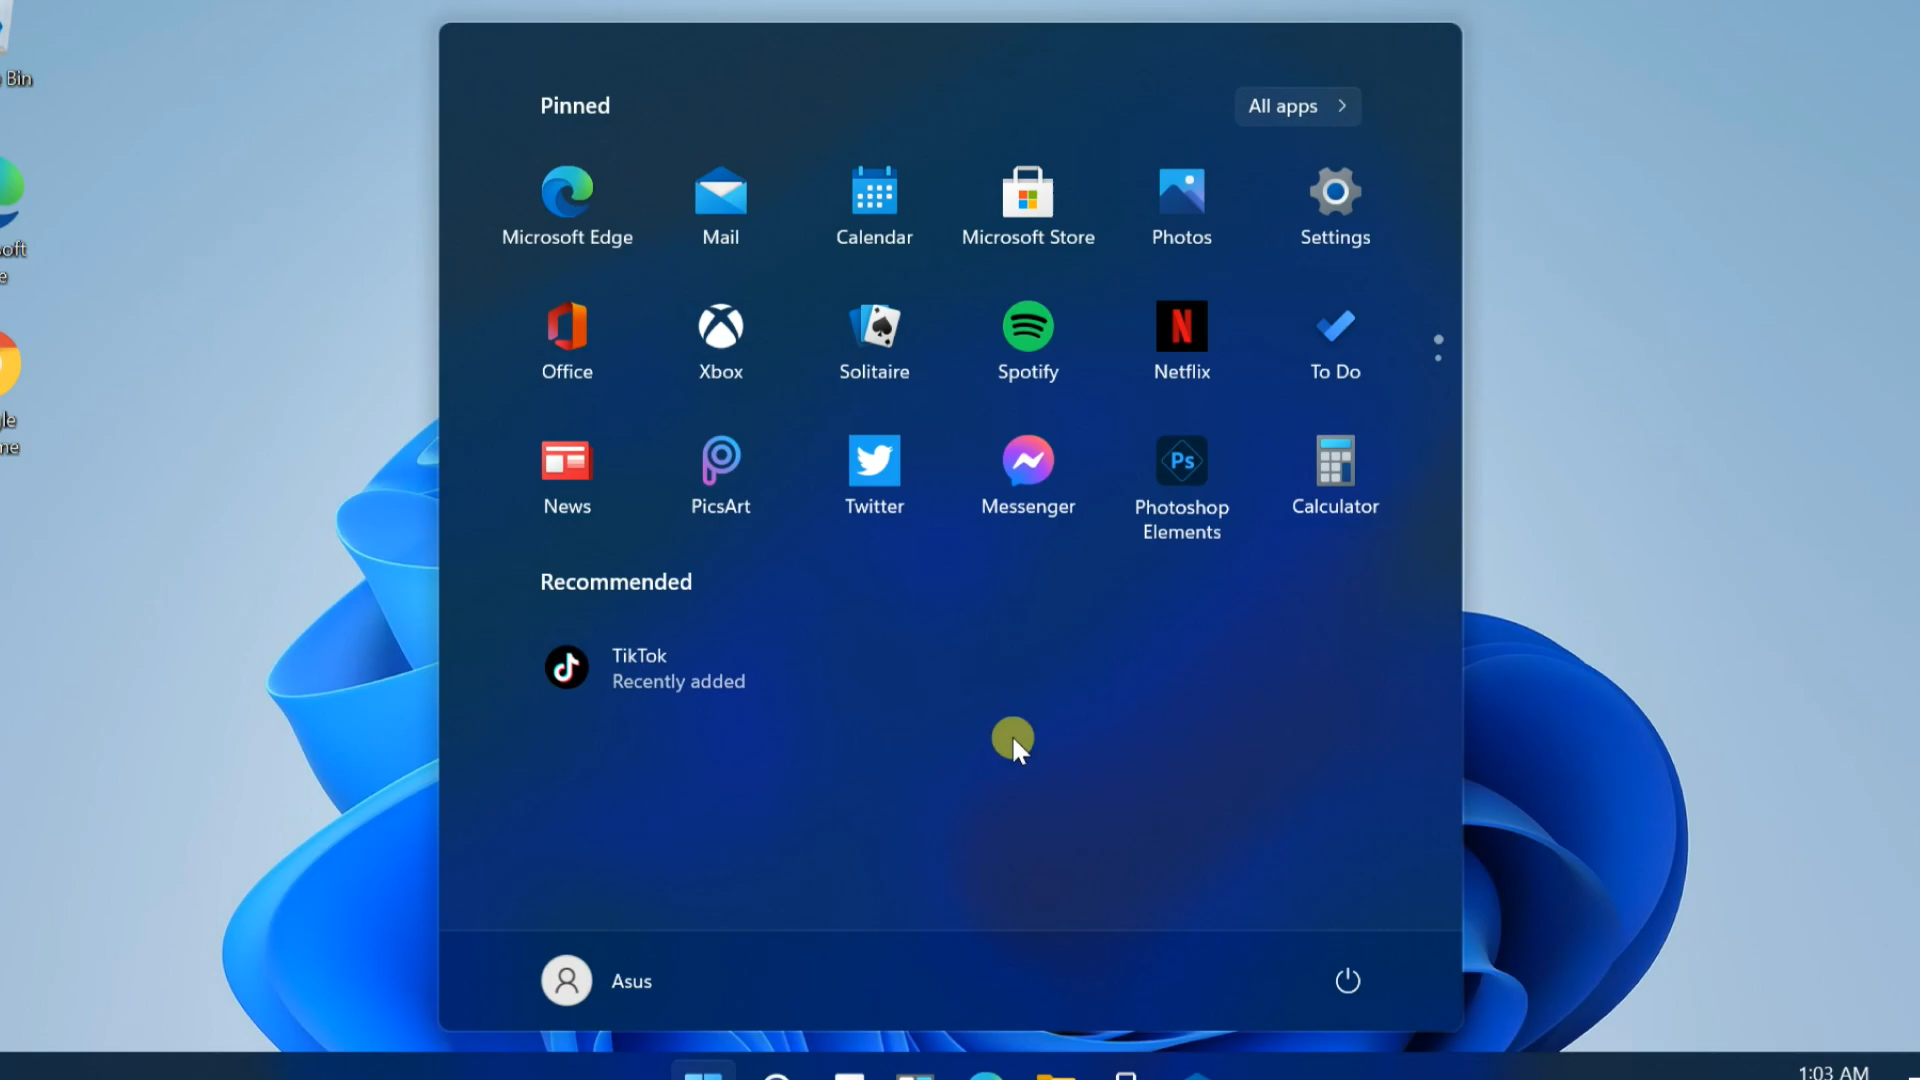 Bin
Pinned
All apps
Microsoft Edge
Mail
Calendar
Microsoft Store
Photos
Settings
Office
Xbox
Solitaire
Spotify
Netflix
To Do
News
PicsArt
Twitter
Messenger
Ps
Photoshop
Elements
Calculator
Recommended
TikTok
Recently added
Asus
1:03 AM